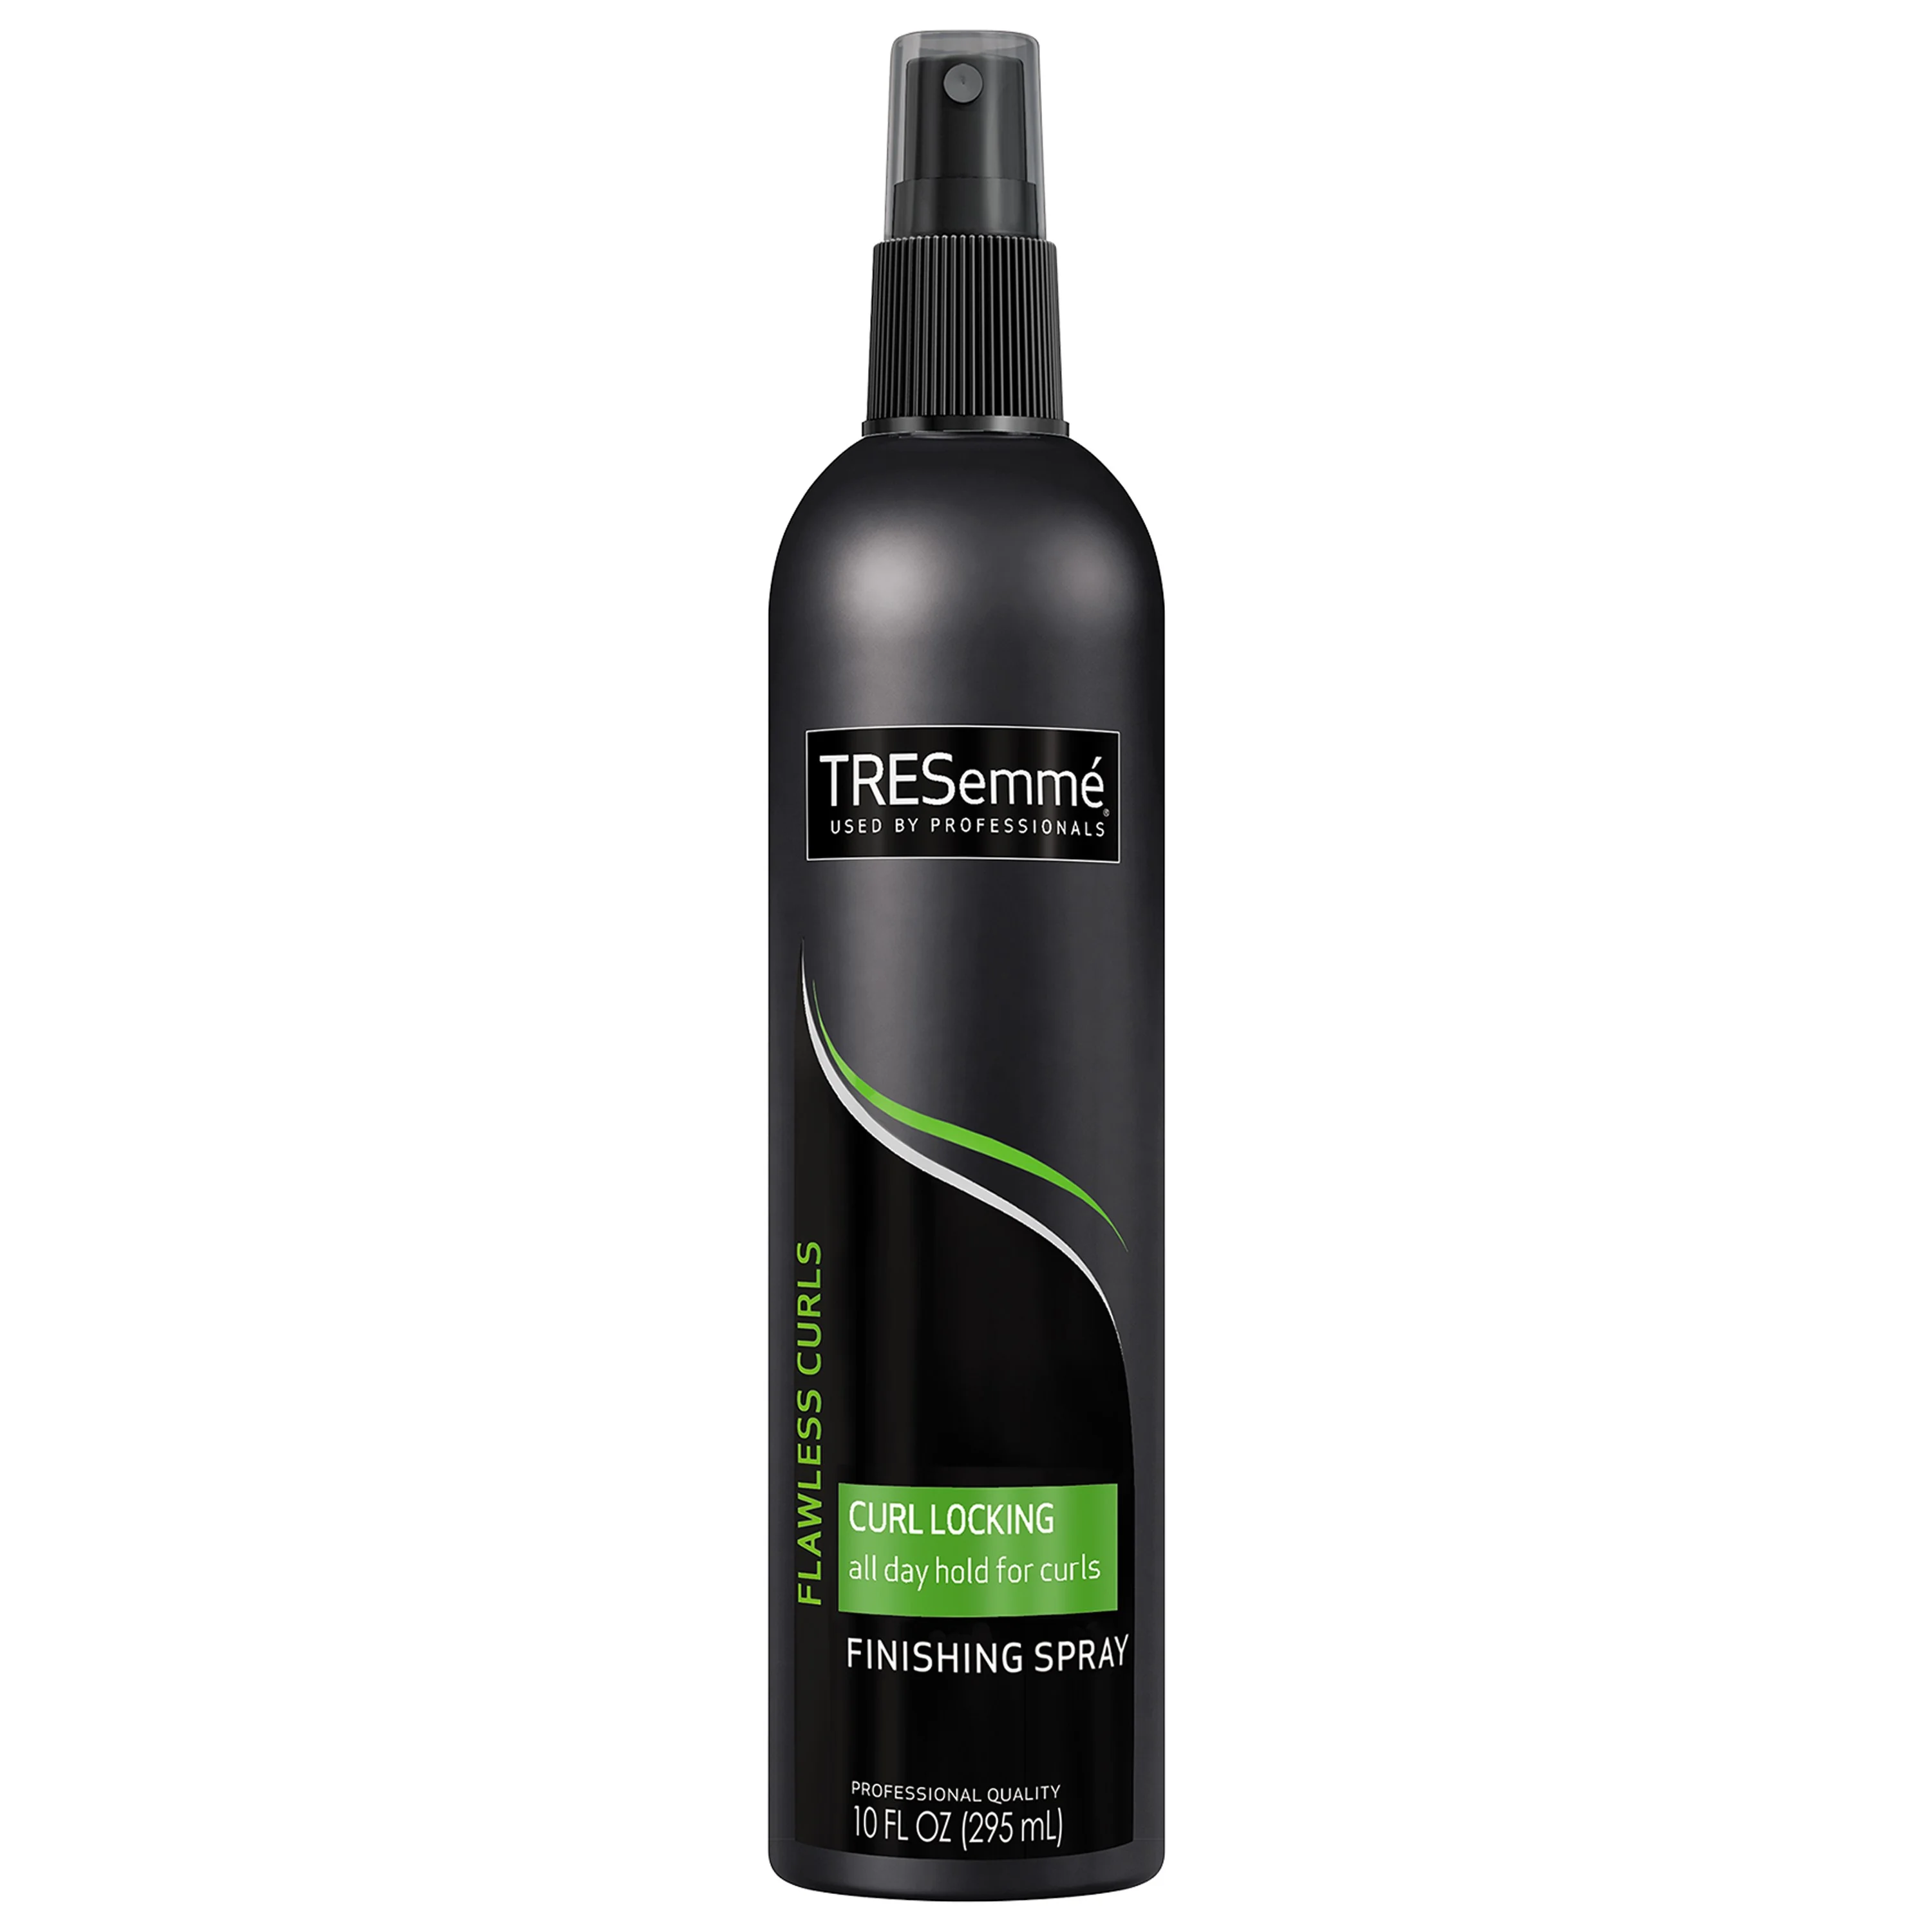 TRESemmé®
USED BY PROFESSIONALS
FLAWLESS CURLS
CURL LOCKING
all day hold for curls
FINISHING SPRAY
PROFESSIONAL QUALITY
10 FL OZ (295 mL)